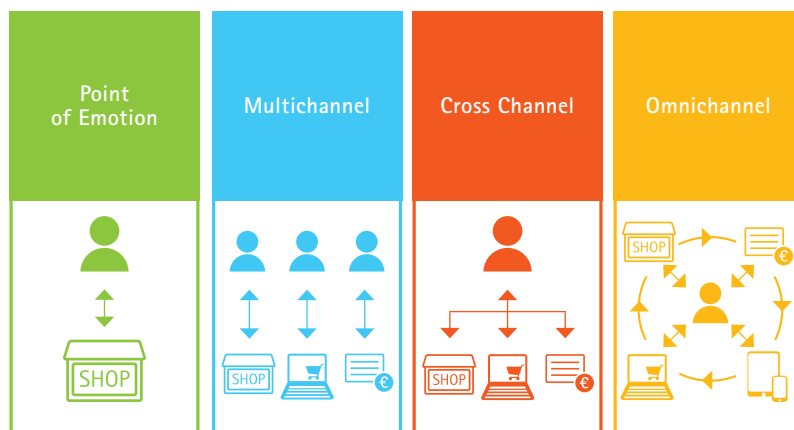 Point
of Emotion
Multichannel
Cross Channel
Omnichannel
SHOP
SHOP
€
SHOP
€
SHOP
€